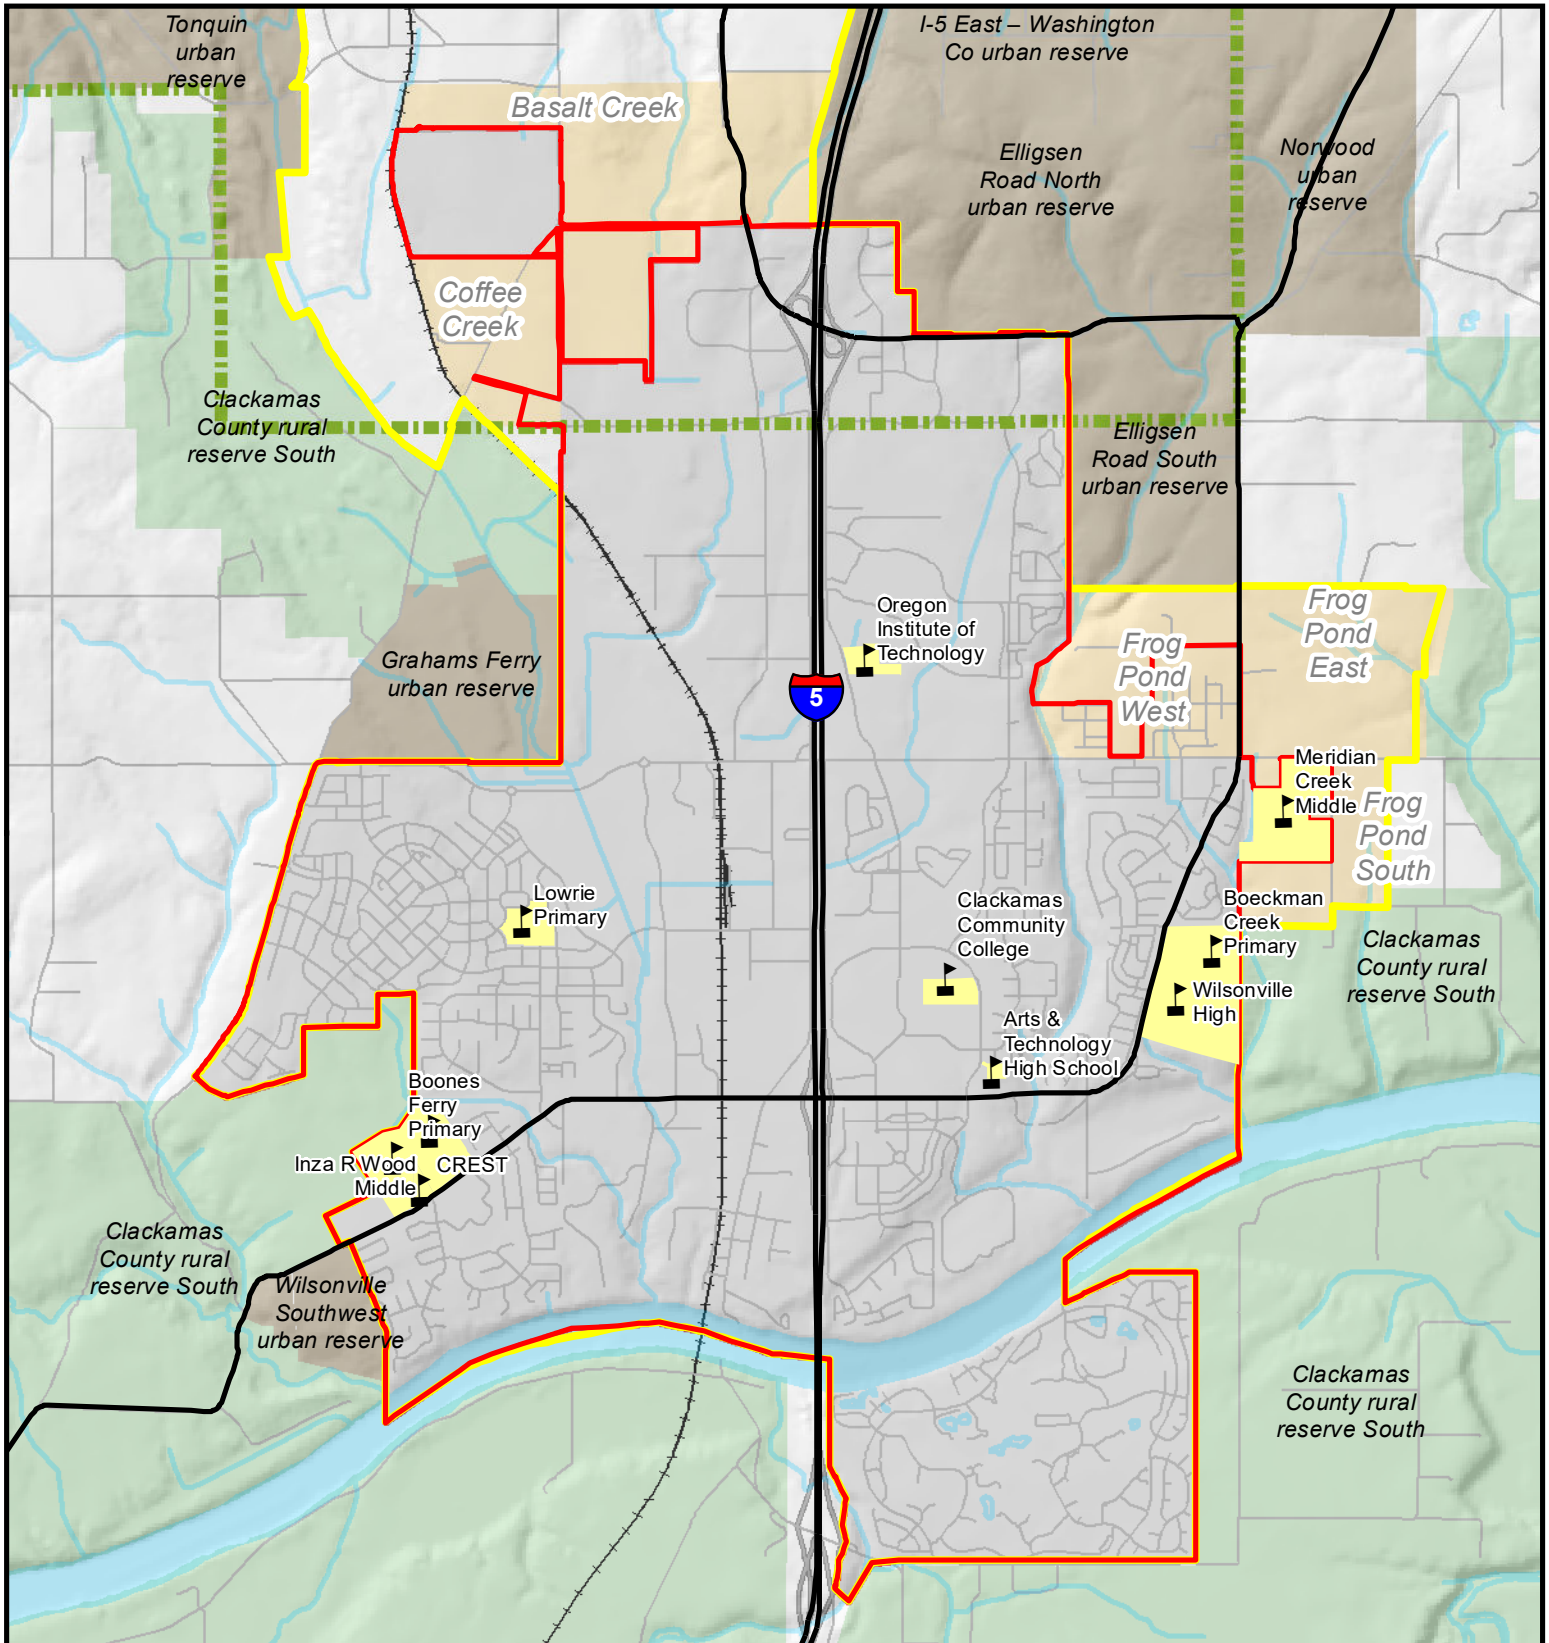 Tonquin
urban
reserve
I-5 East – Washington
Co urban reserve
Basalt Creek
Elligsen
Road North
urban reserve
Norwood
urban
reserve
Coffee
Creek
Clackamas
County rural
reserve South
Elligsen
Road South
urban reserve
Oregon
Institute of
Technology
Frog
Pond
West
Frog
Pond
East
Grahams Ferry
urban reserve
5
Meridian
Creek
Middle
Frog
Pond
South
Lowrie
Primary
Clackamas
Community
College
Boeckman
Creek
Primary
Wilsonville
High
Clackamas
County rural
reserve South
Arts &
Technology
High School
Boones
Ferry
Primary
Inza R Wood
Middle
CREST
Clackamas
County rural
reserve South
Wilsonville
Southwest
urban reserve
Clackamas
County rural
reserve South